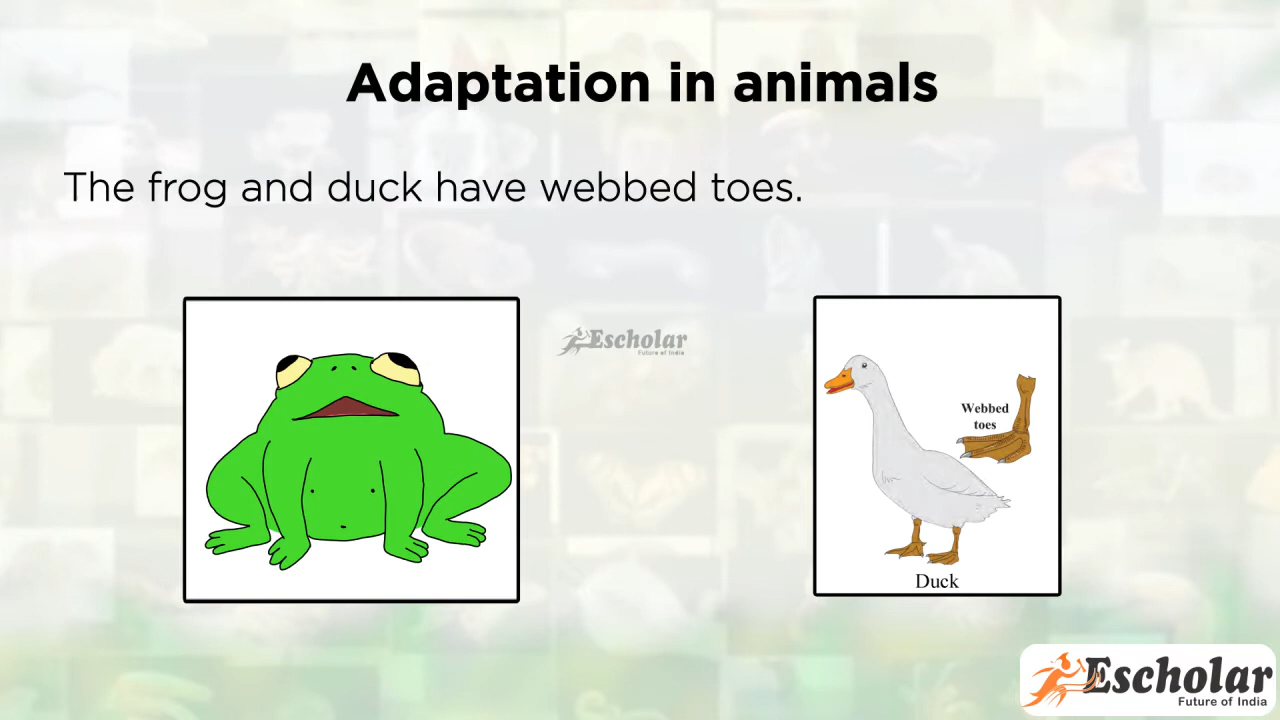 Adaptation in animals
The frog and duck have webbed toes.
Escholar
Future of India
Webbed
toes
Duck
Escholar
Future of India